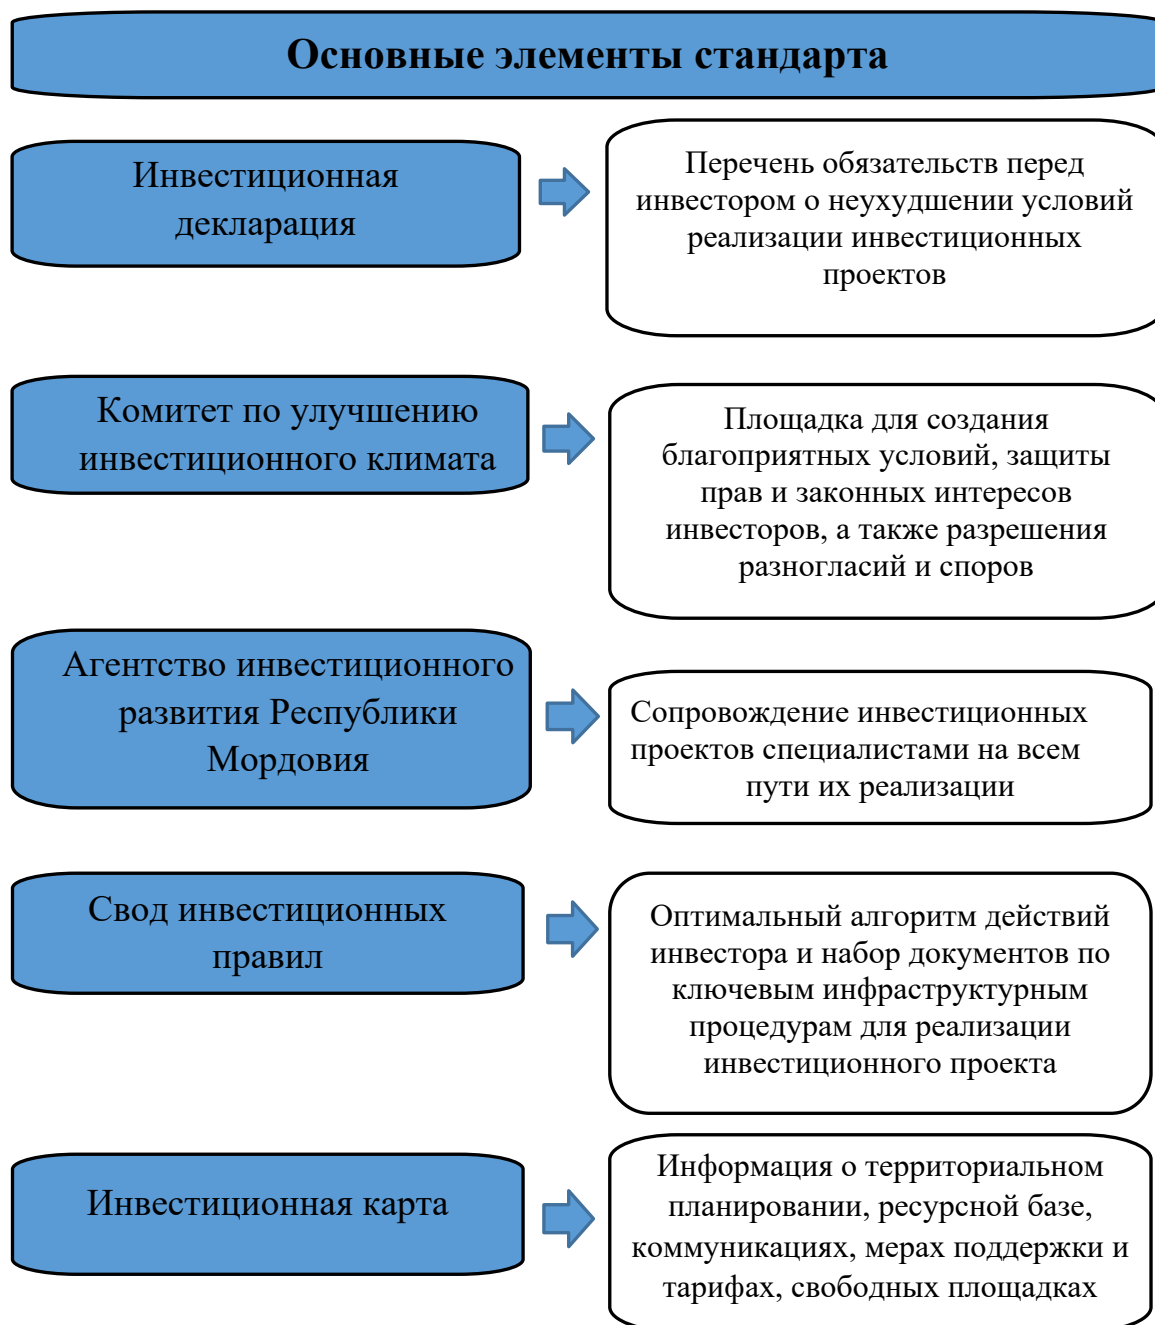 Основные элементы стандарта
Инвестиционная
декларация
Перечень обязательств перед
инвестором о неухудшении условий
реализации инвестиционных
проектов
Комитет по улучшению
инвестиционного климата
Площадка для создания
благоприятных условий, защиты
прав и законных интересов
инвесторов, а также разрешения
разногласий и споров
Агентство инвестиционного
развития Республики
Мордовия
Сопровождение инвестиционных
проектов специалистами на всем
пути их реализации
Свод инвестиционных
правил
Оптимальный алгоритм действий
инвестора и набор документов по
ключевым инфраструктурным
процедурам для реализации
инвестиционного проекта
Инвестиционная карта
Информация о территориальном
планировании, ресурсной базе,
коммуникациях, мерах поддержки и
тарифах, свободных площадках